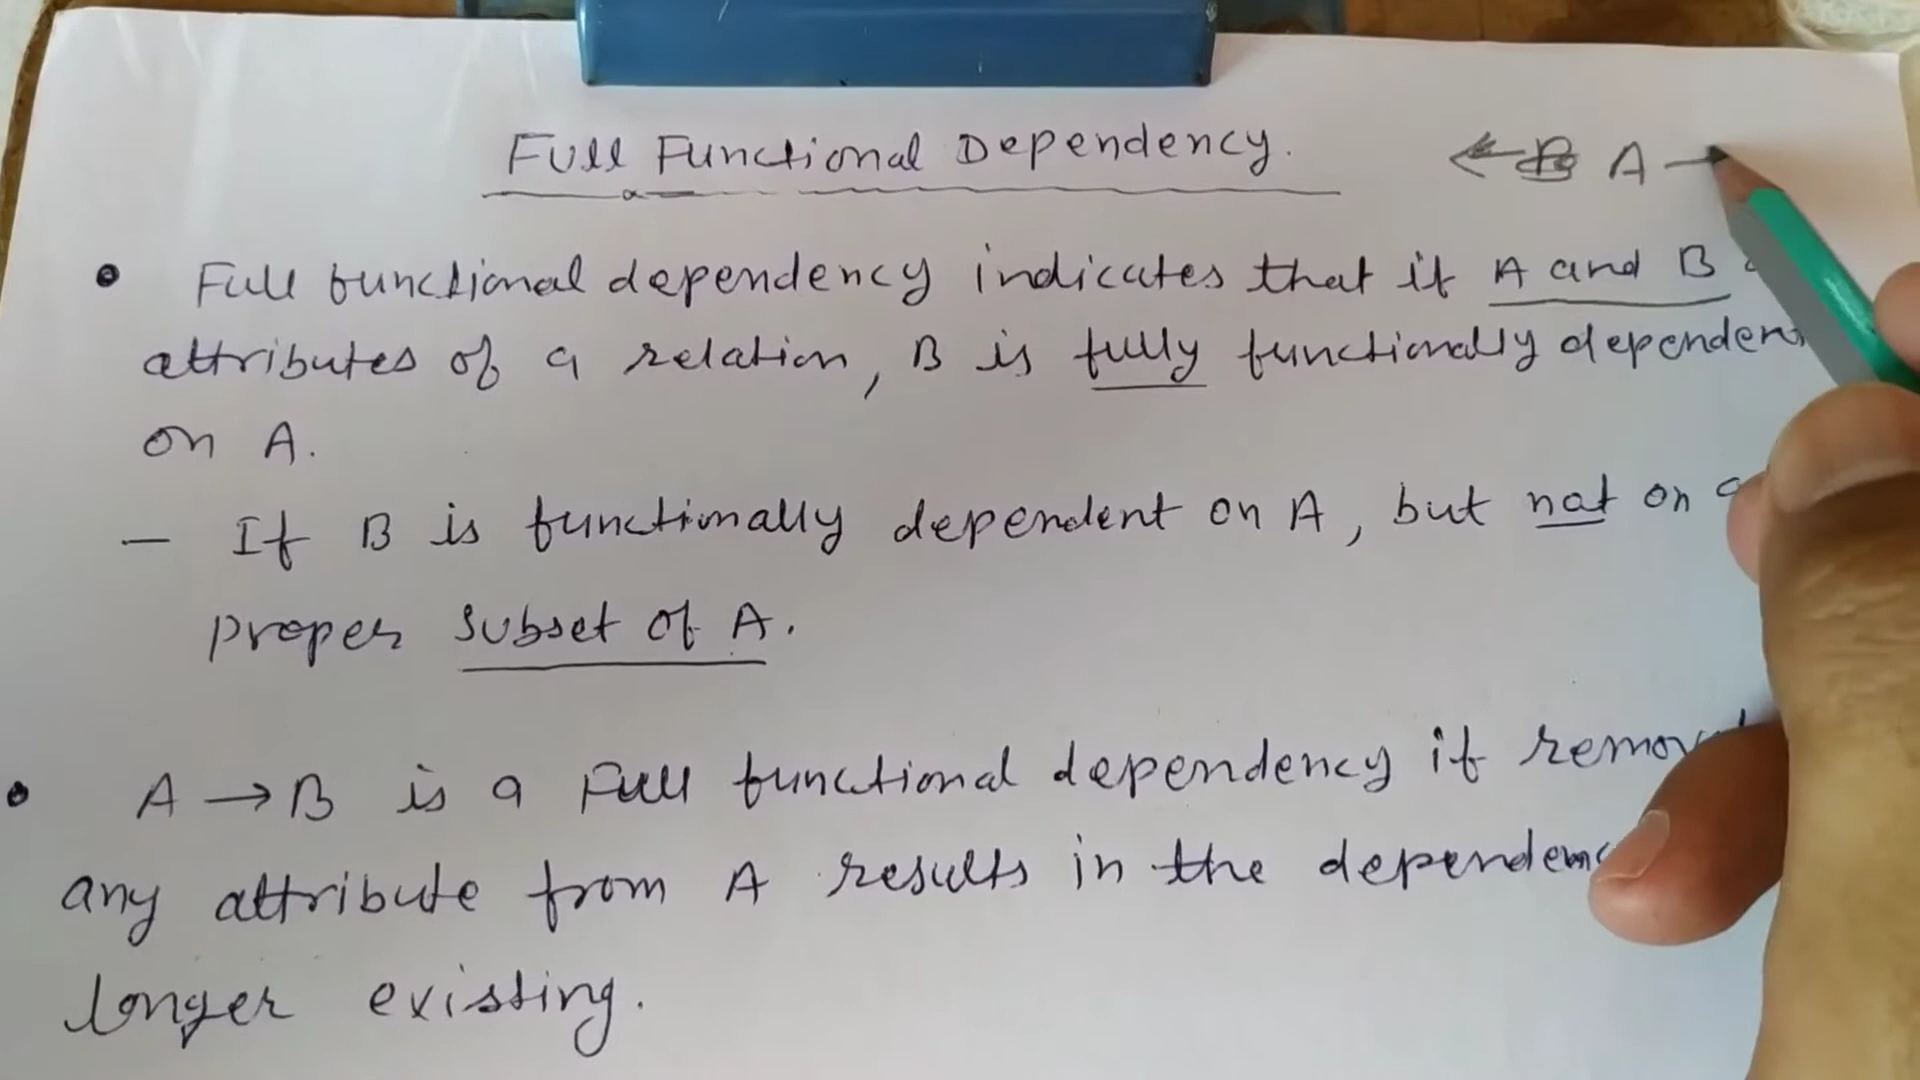 Full Functional Dependency.
A →
• Full functional dependency indicates that if A and B
attributes of a relation, B is fully functionally dependent
on A.
— If B is functionally dependent on A, but not on a
proper subset of A.
• A → B is a Full functional dependency if
any attribute from A results in the
longer existing.